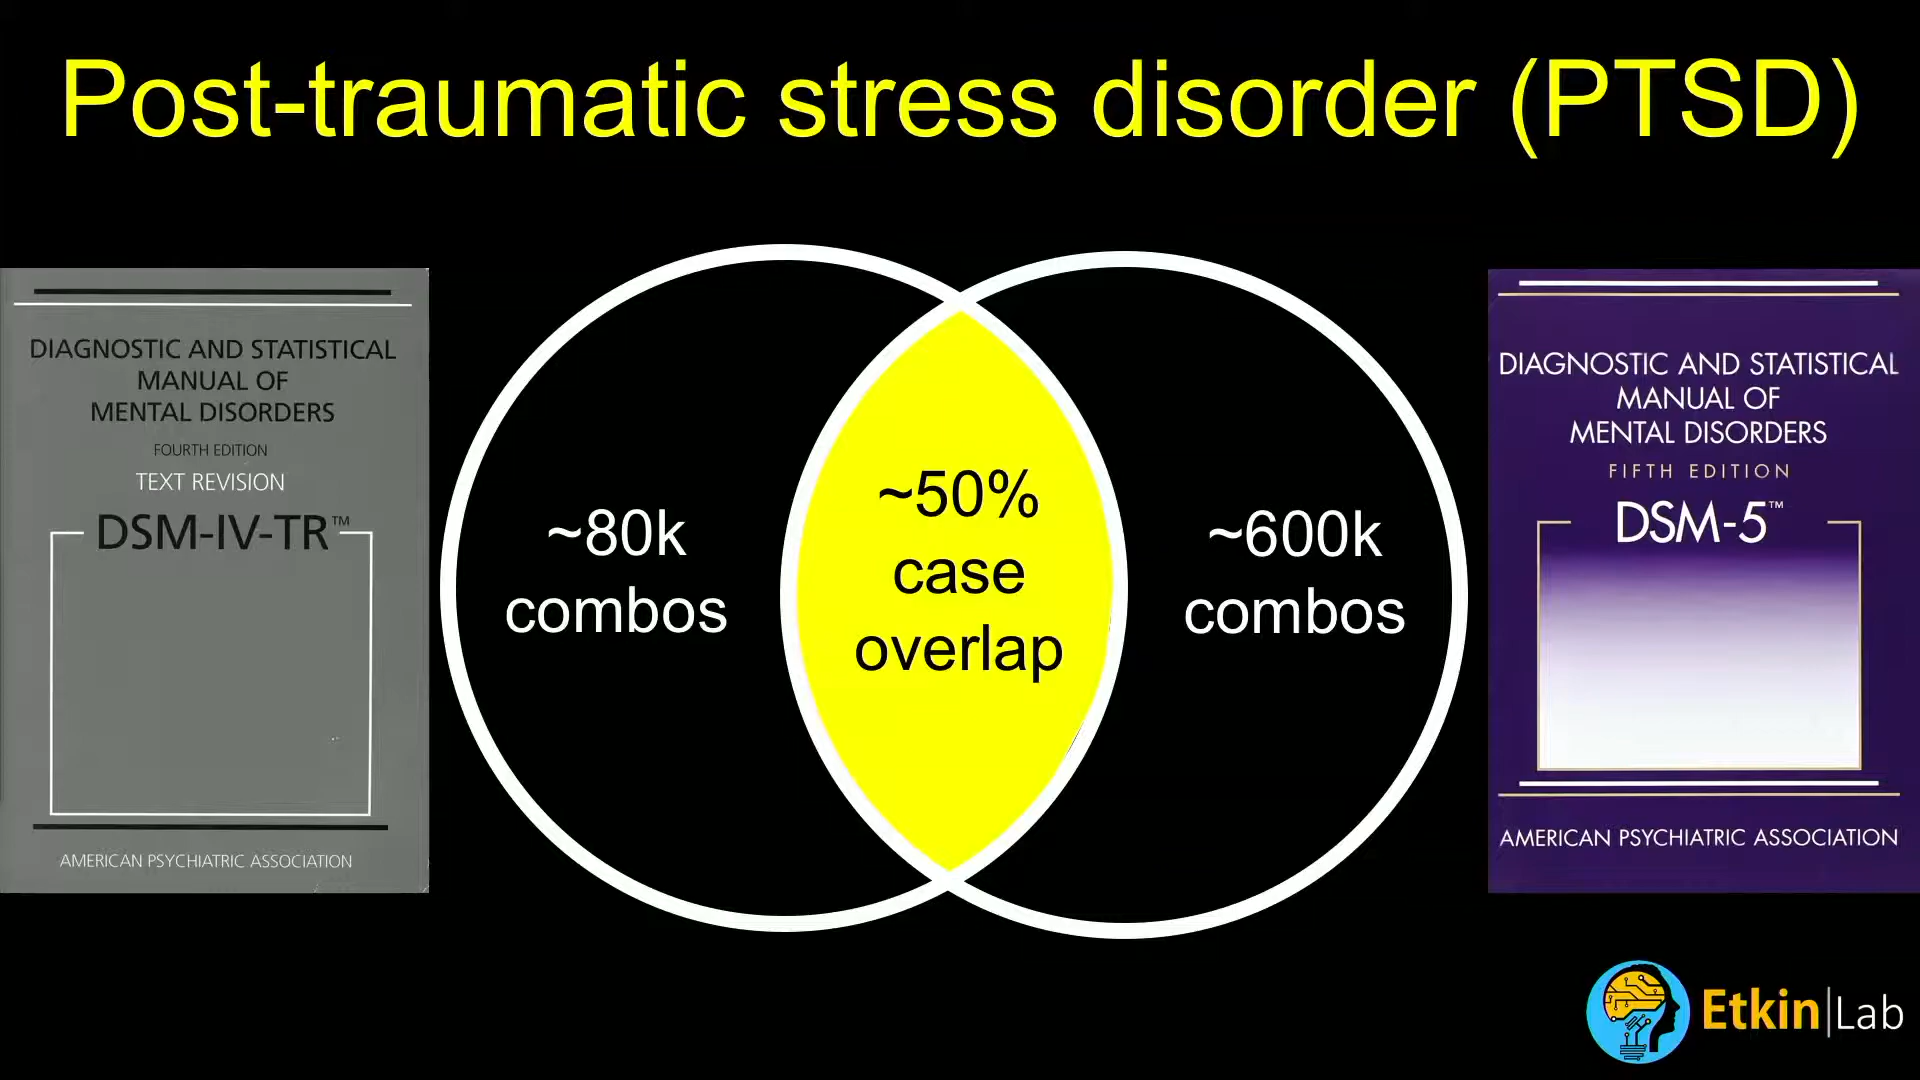 Post-traumatic stress disorder (PTSD)
DIAGNOSTIC AND STATISTICAL
MANUAL OF
MENTAL DISORDERS
FOURTH EDITION
TEXT REVISION
DSM-IV-TR™
AMERICAN PSYCHIATRIC ASSOCIATION
~80k
combos
~50%
case
overlap
~600k
combos
DIAGNOSTIC AND STATISTICAL
MANUAL OF
MENTAL DISORDERS
FIFTH EDITION
DSM-5™
AMERICAN PSYCHIATRIC ASSOCIATION
Etkin|Lab